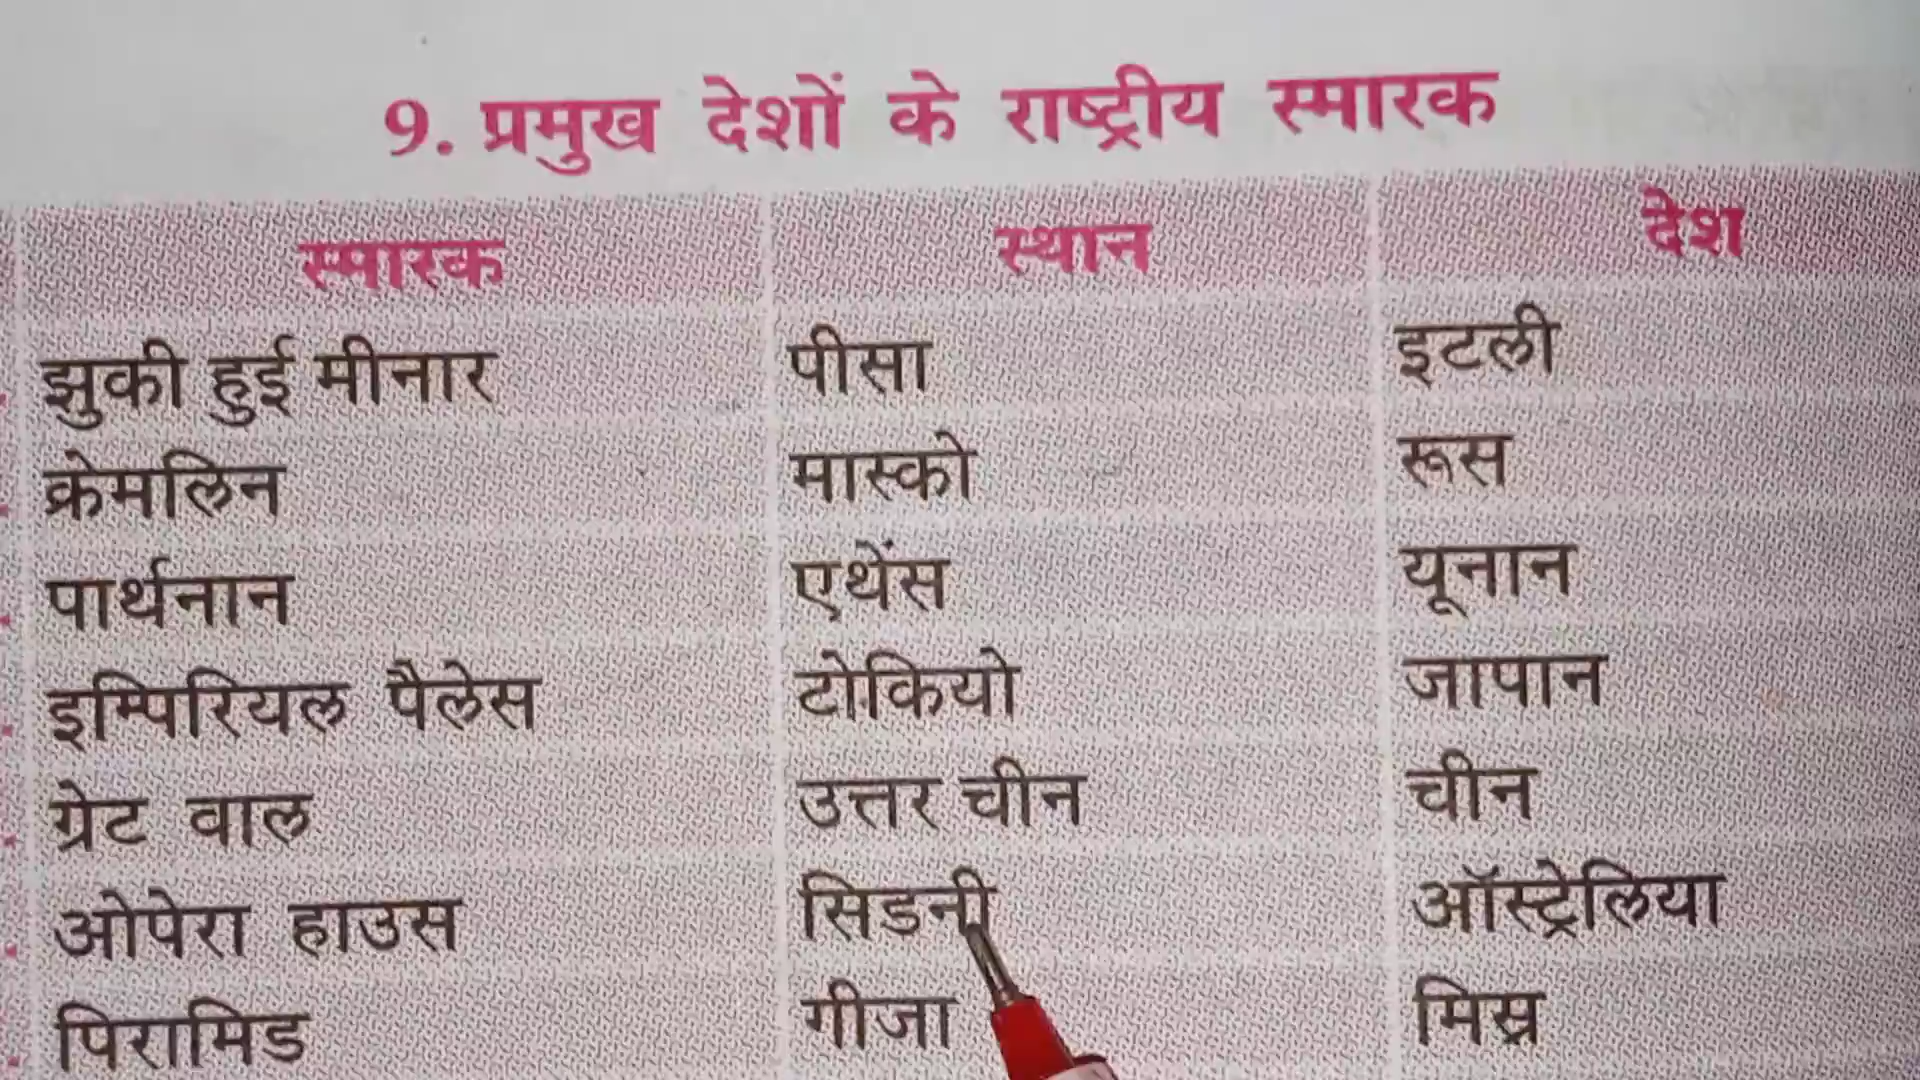 9. प्रमुख देशों के राष्ट्रीय स्मारक
स्मारक स्थान देश
झुकी हुई मीनार पीसा इटली
क्रेमलिन मास्को रूस
पार्थनान एथेंस यूनान
इम्पिरियल पैलेस टोकियो जापान
ग्रेट वाल उत्तर चीन चीन
ओपेरा हाउस सिडनी ऑस्ट्रेलिया
पिरामिड गीजा मिस्र